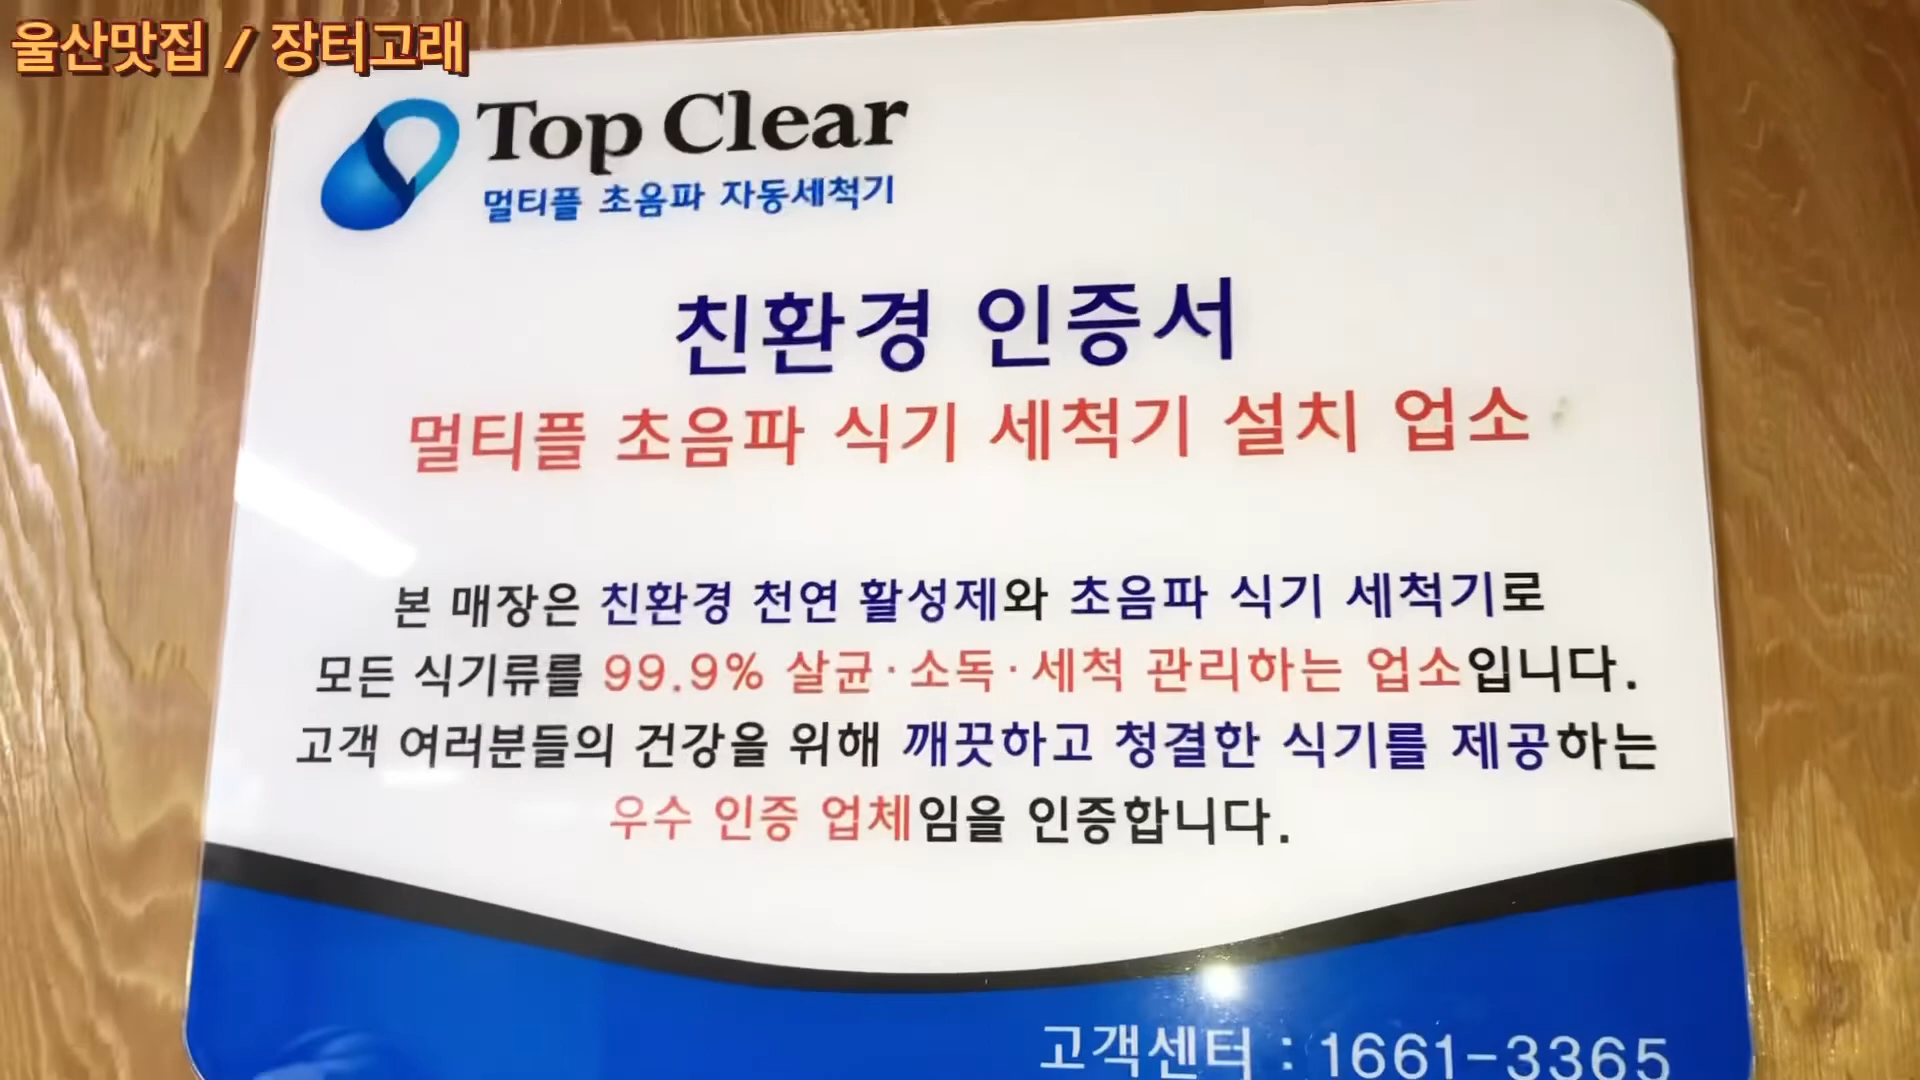 울산맛집 / 장터고래
Top Clear
멀티플 초음파 자동세척기
친환경 인증서
멀티플 초음파 식기 세척기 설치 업소
본 매장은 친환경 천연 활성제와 초음파 식기 세척기로
모든 식기류를 99.9% 살균·소독·세척 관리하는 업소입니다.
고객 여러분들의 건강을 위해 깨끗하고 청결한 식기를 제공하는
우수 인증 업체임을 인증합니다.
고객센터 : 1661-3365